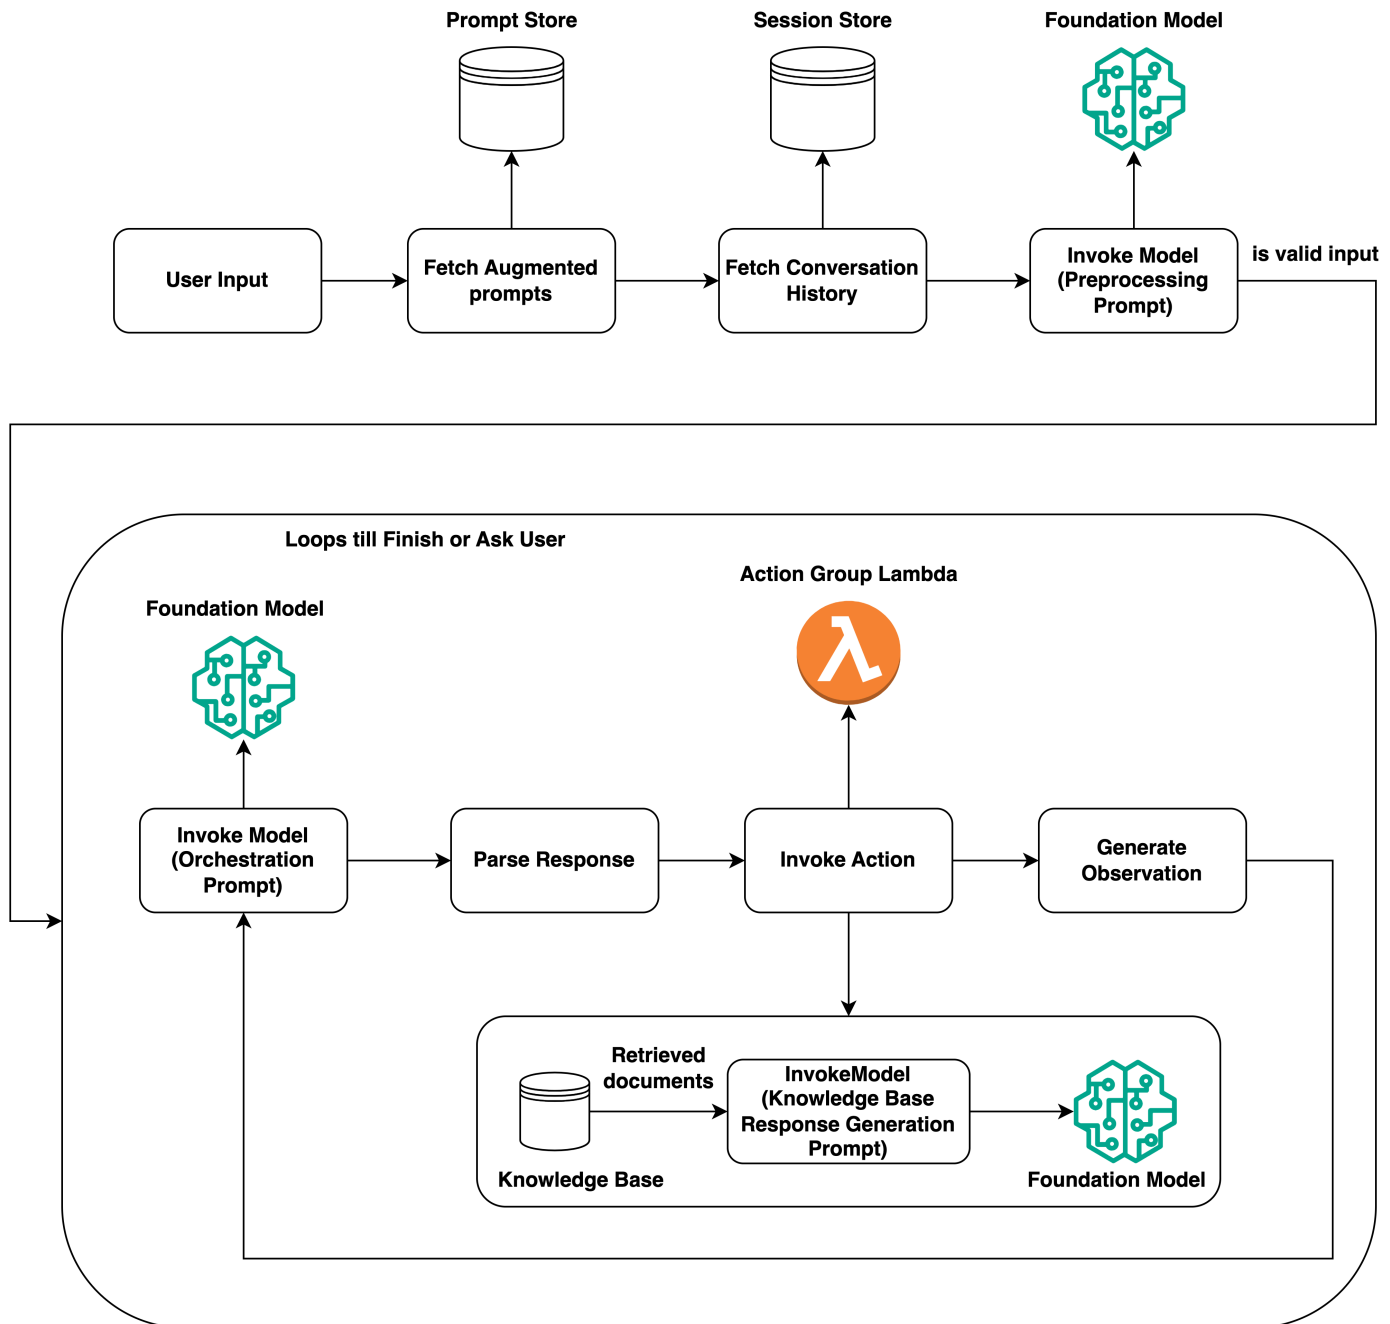 Prompt Store
Session Store
Foundation Model
User Input
Fetch Augmented
prompts
Fetch Conversation
History
Invoke Model
(Preprocessing
Prompt)
is valid input
Loops till Finish or Ask User
Action Group Lambda
Foundation Model
Invoke Model
(Orchestration
Prompt)
Parse Response
Invoke Action
Generate
Observation
Retrieved
documents
InvokeModel
(Knowledge Base
Response Generation
Prompt)
Knowledge Base
Foundation Model